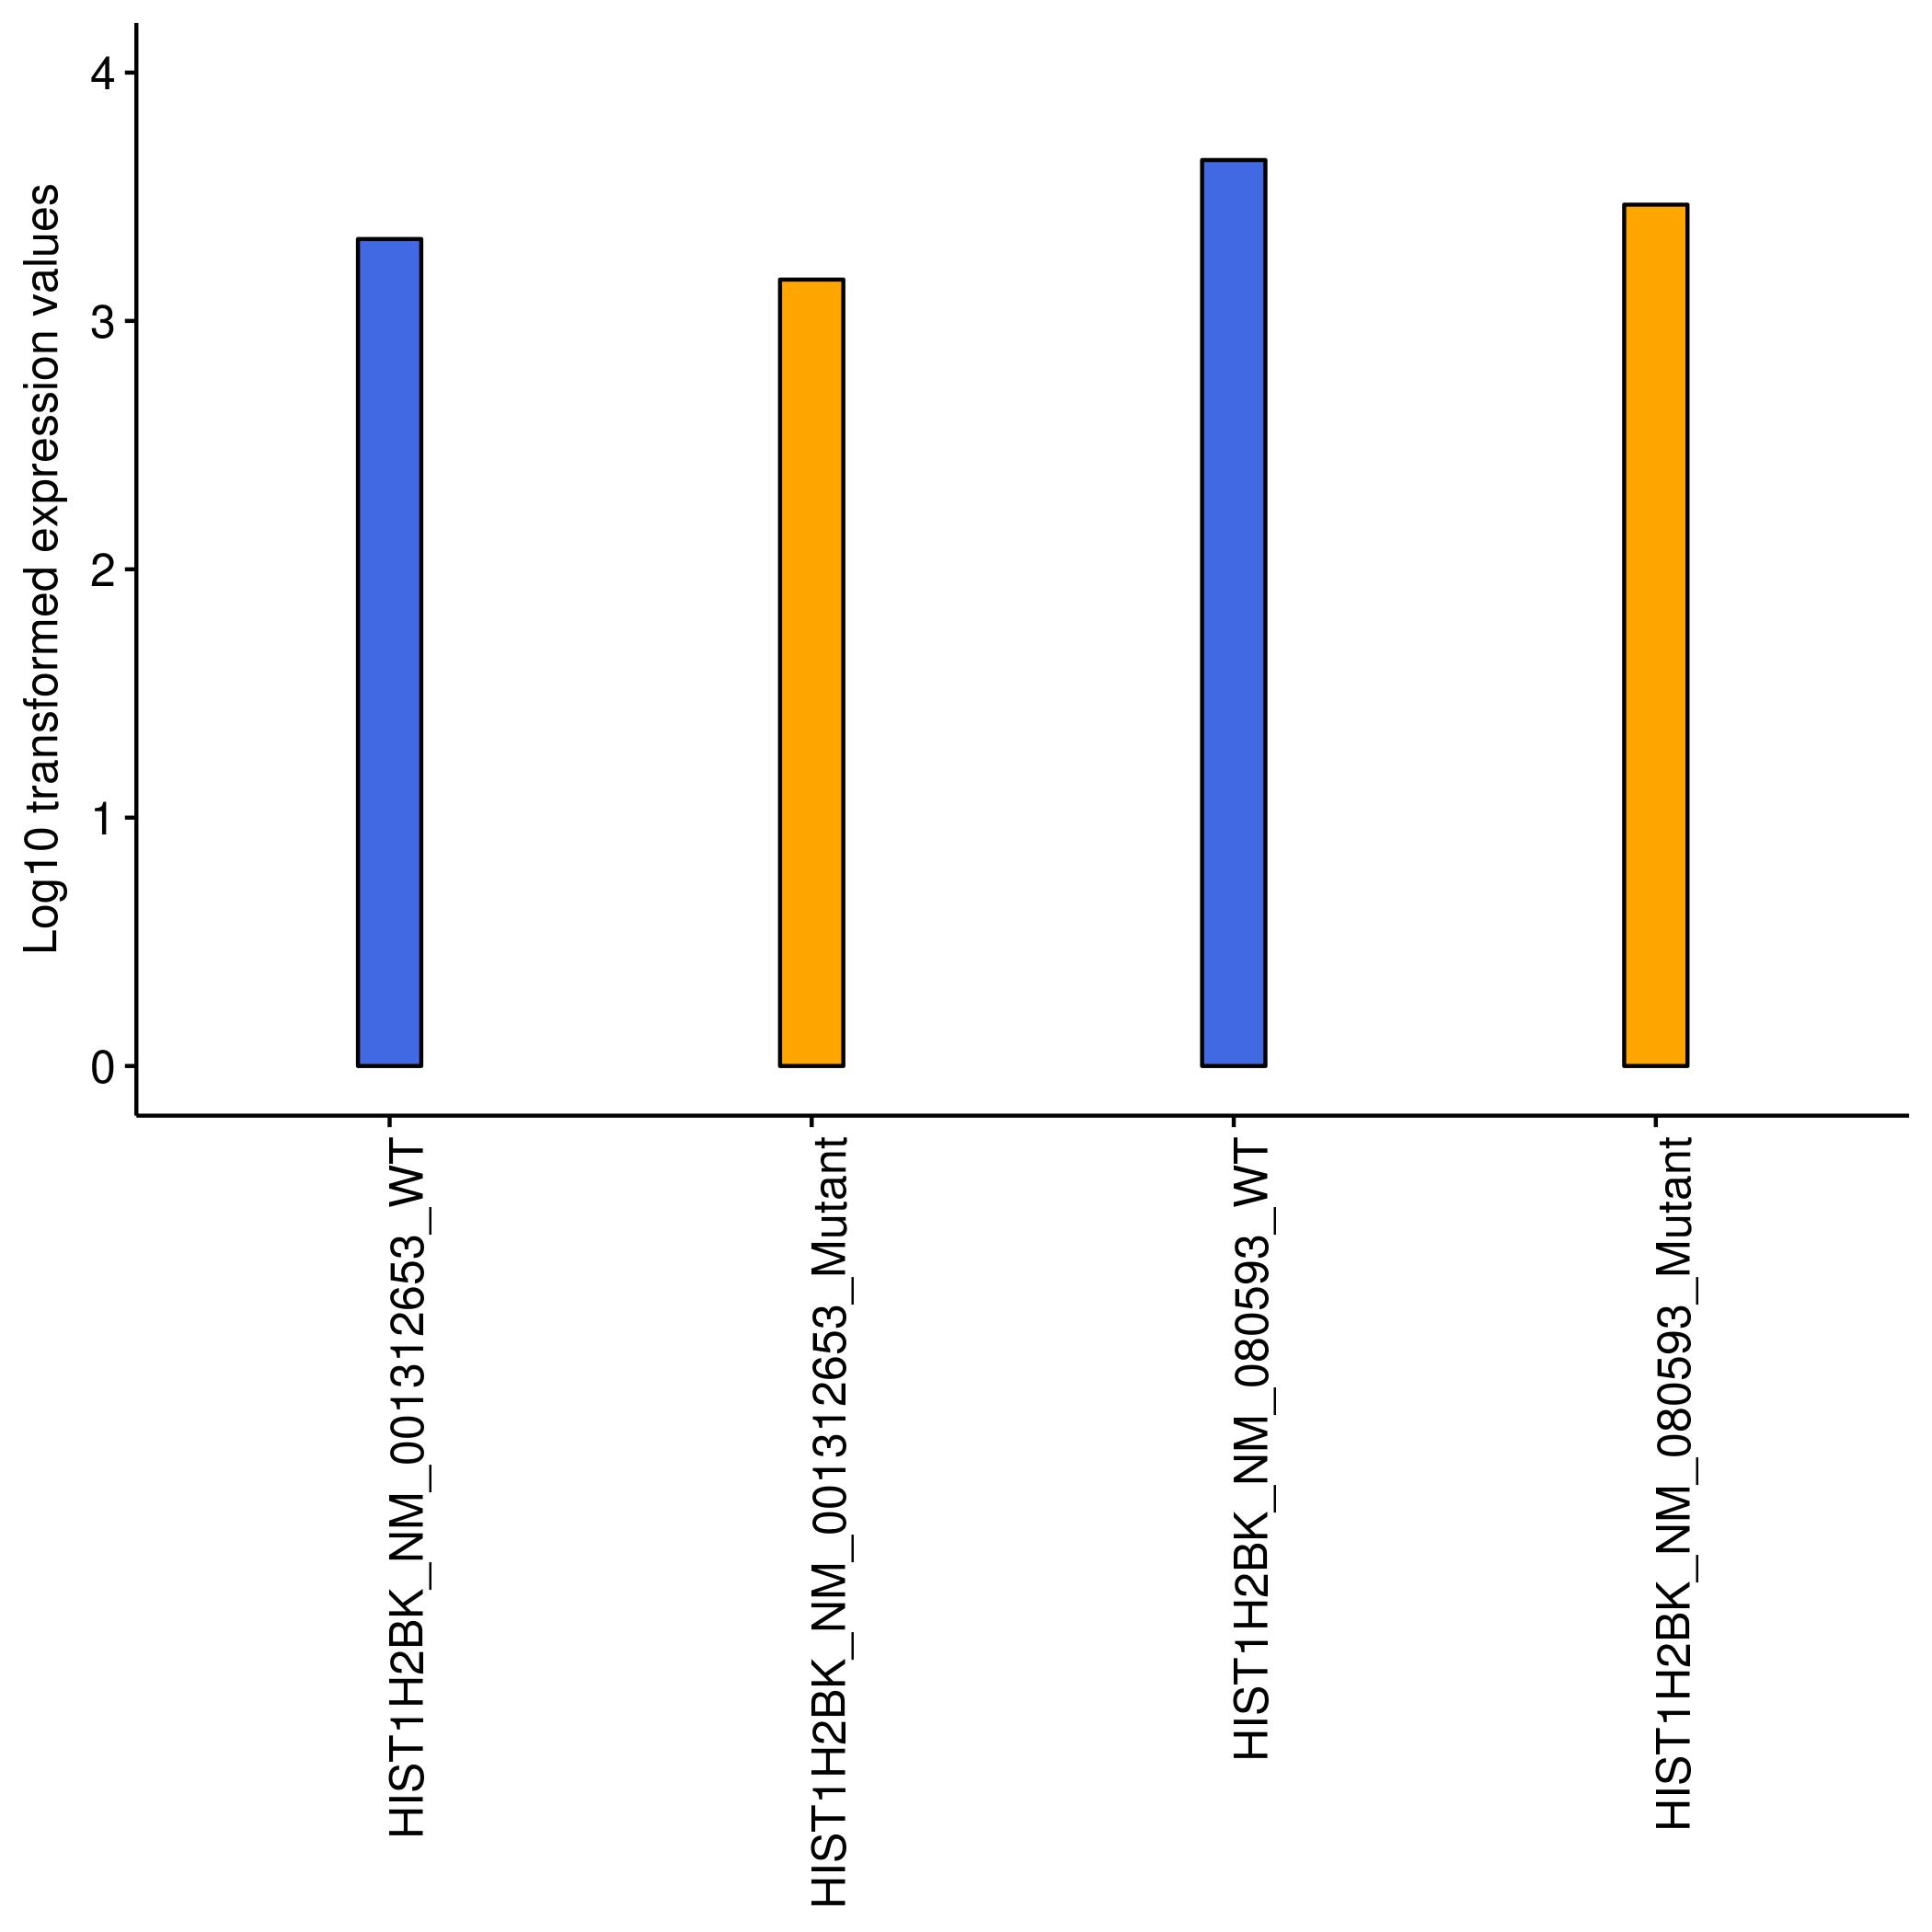 Log10 transformed expression values
4
3
2
1
0
HIST1H2BK_NM_001312653_WT
HIST1H2BK_NM_001312653_Mutant
HIST1H2BK_NM_080593_WT
HIST1H2BK_NM_080593_Mutant